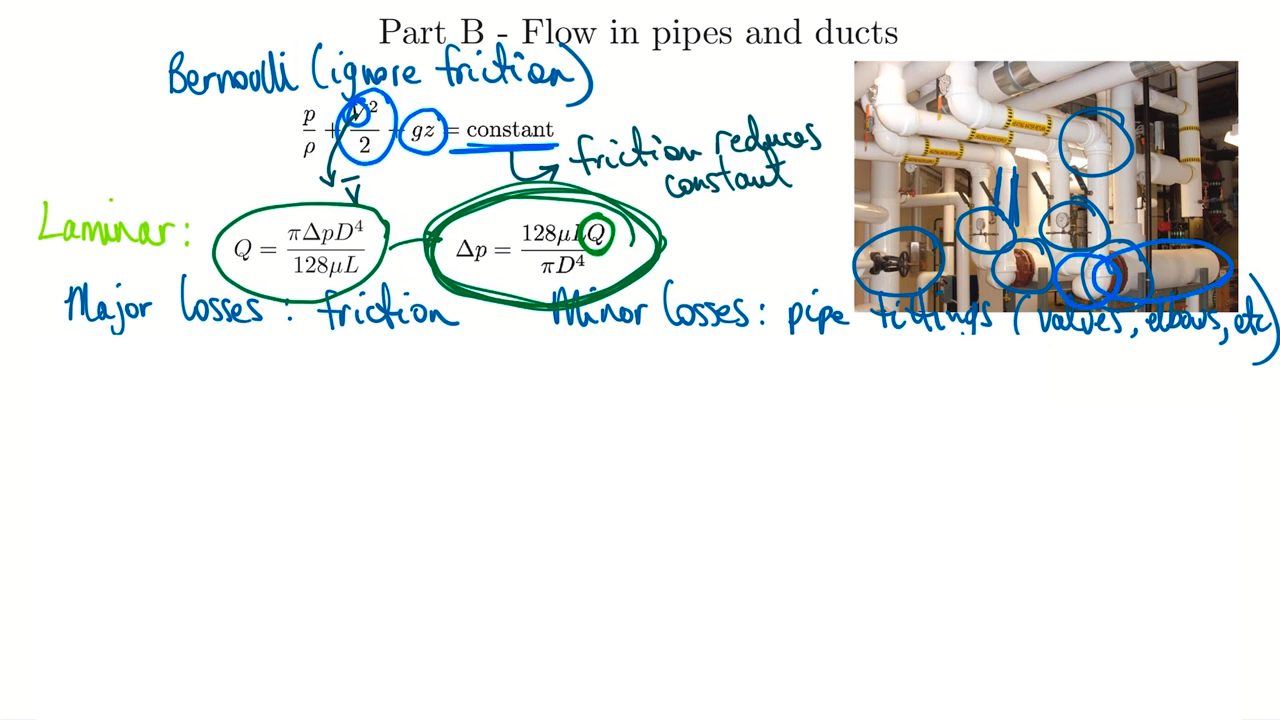 Part B - Flow in pipes and ducts
Bernoulli (ignore friction)
p/ρ + V²/2 + gz = constant
friction reduces
constant
V̄
Laminar:
Q = πΔpD⁴/128μL
Δp = 128μLQ/πD⁴
Major losses: friction
Minor losses: pipe fittings (valves, elbows, etc)